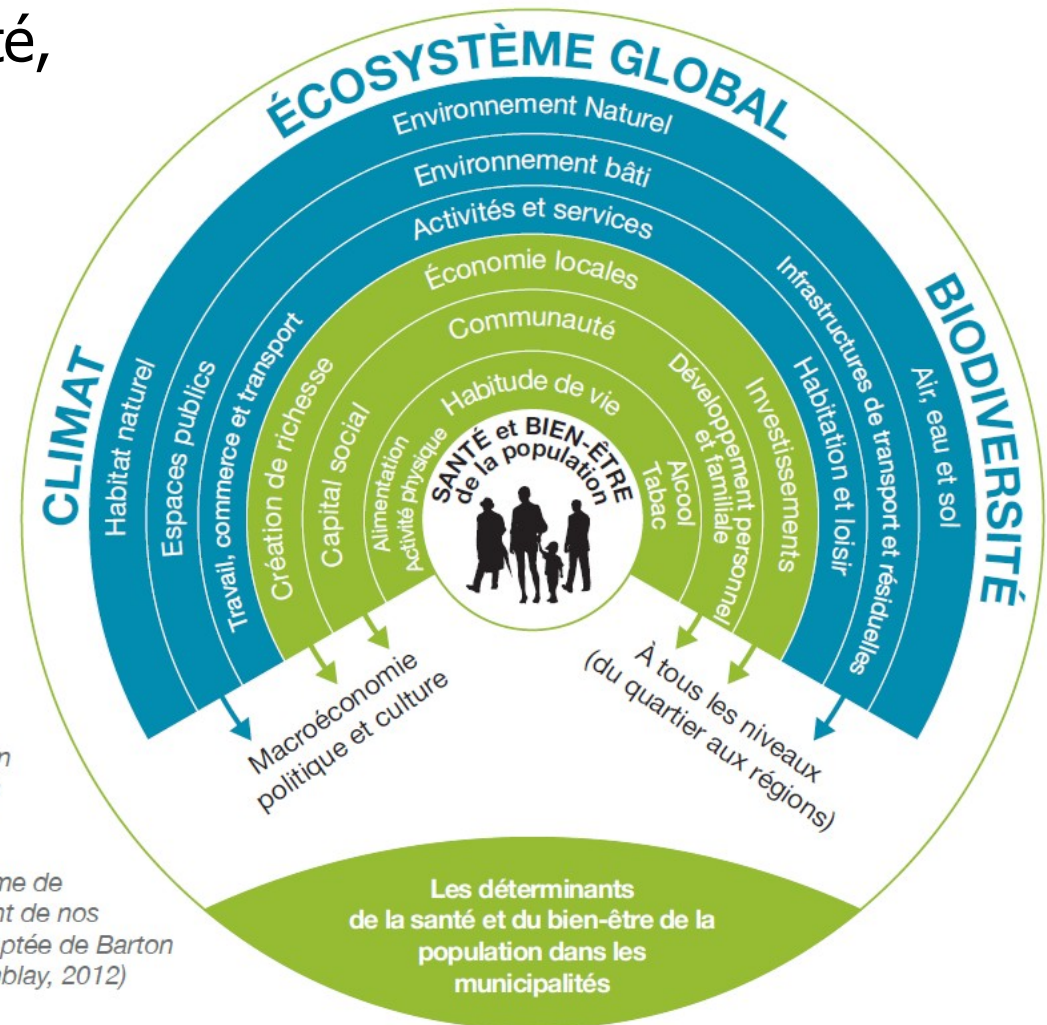 té,
ÉCOSYSTÈME GLOBAL
CLIMAT
BIODIVERSITÉ
Environnement Naturel
Environnement bâti
Activités et services
Économie locales
Communauté
Habitude de vie
SANTÉ et BIEN-ÊTRE
de la population
Habitat naturel
Espaces publics
Travail, commerce et transport
Création de richesse
Capital social
Alimentation
Activité physique
Alcool
Tabac
Développement personnel
et familiale
Investissements
Habitation et loisir
Infrastructures de transport et résiduelles
Air, eau et sol
Macroéconomie
politique et culture
À tous les niveaux
(du quartier aux régions)
n
me de
nt de nos
ptée de Barton
nblay, 2012)
Les déterminants
de la santé et du bien-être de la
population dans les
municipalités